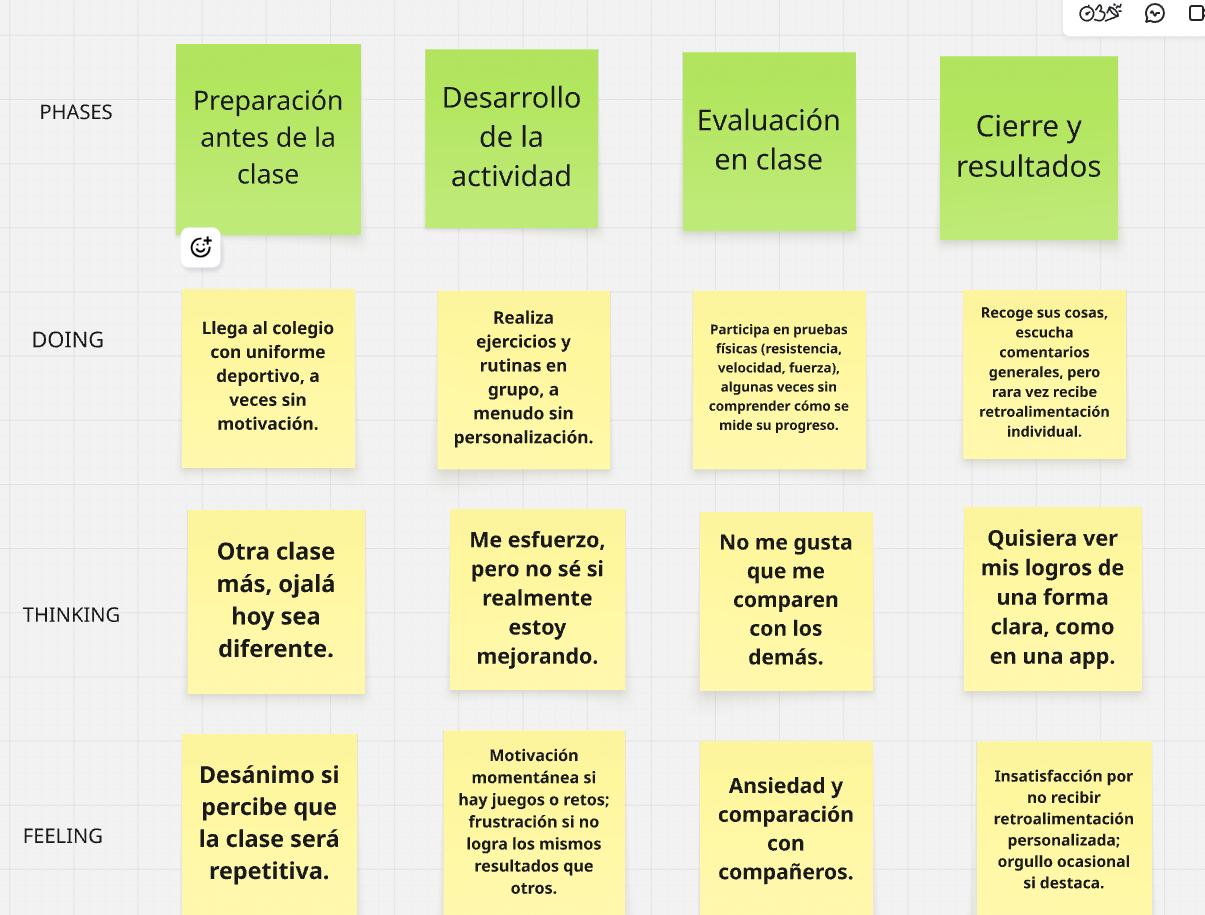 PHASES
Preparación
antes de la
clase
Desarrollo
de la
actividad
Evaluación
en clase
Cierre y
resultados
DOING
Llega al colegio
con uniforme
deportivo, a
veces sin
motivación.
Realiza
ejercicios y
rutinas en
grupo, a
menudo sin
personalización.
Participa en pruebas
físicas (resistencia,
velocidad, fuerza),
algunas veces sin
comprender cómo se
mide su progreso.
Recoge sus cosas,
escucha
comentarios
generales, pero
rara vez recibe
retroalimentación
individual.
THINKING
Otra clase
más, ojalá
hoy sea
diferente.
Me esfuerzo,
pero no sé si
realmente
estoy
mejorando.
No me gusta
que me
comparen
con los
demás.
Quisiera ver
mis logros de
una forma
clara, como
en una app.
FEELING
Desánimo si
percibe que
la clase será
repetitiva.
Motivación
momentánea si
hay juegos o retos;
frustración si no
logra los mismos
resultados que
otros.
Ansiedad y
comparación
con
compañeros.
Insatisfacción por
no recibir
retroalimentación
personalizada;
orgullo ocasional
si destaca.